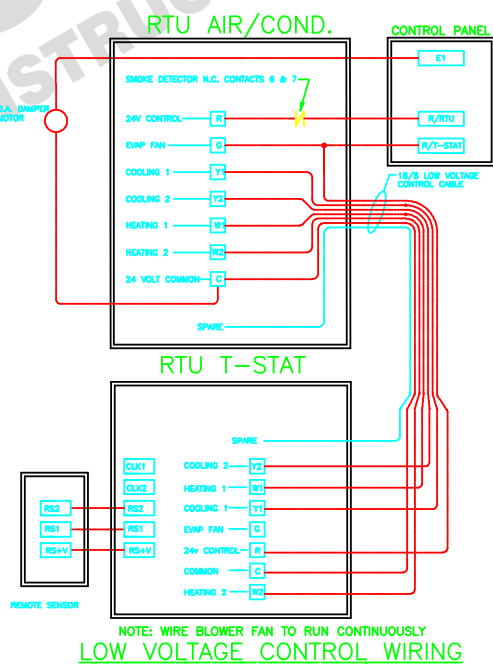 RTU AIR/COND.
CONTROL PANEL
E1
SMOKE DETECTOR N.C. CONTACTS 6 & 7
O.A. DAMPER
MOTOR
24V CONTROL
R
R/RTU
EVAP FAN
G
R/T-STAT
COOLING 1
Y1
18/8 LOW VOLTAGE
CONTROL CABLE
COOLING 2
Y2
HEATING 1
W1
HEATING 2
W2
24 VOLT COMMON
C
SPARE
RTU T-STAT
SPARE
CLK1
COOLING 2
Y2
CLK2
HEATING 1
W1
RS2
RS2
COOLING 1
Y1
RS1
RS1
EVAP FAN
G
RS+V
RS+V
24v CONTROL
R
COMMON
C
HEATING 2
W2
REMOTE SENSOR
NOTE: WIRE BLOWER FAN TO RUN CONTINUOUSLY
LOW VOLTAGE CONTROL WIRING